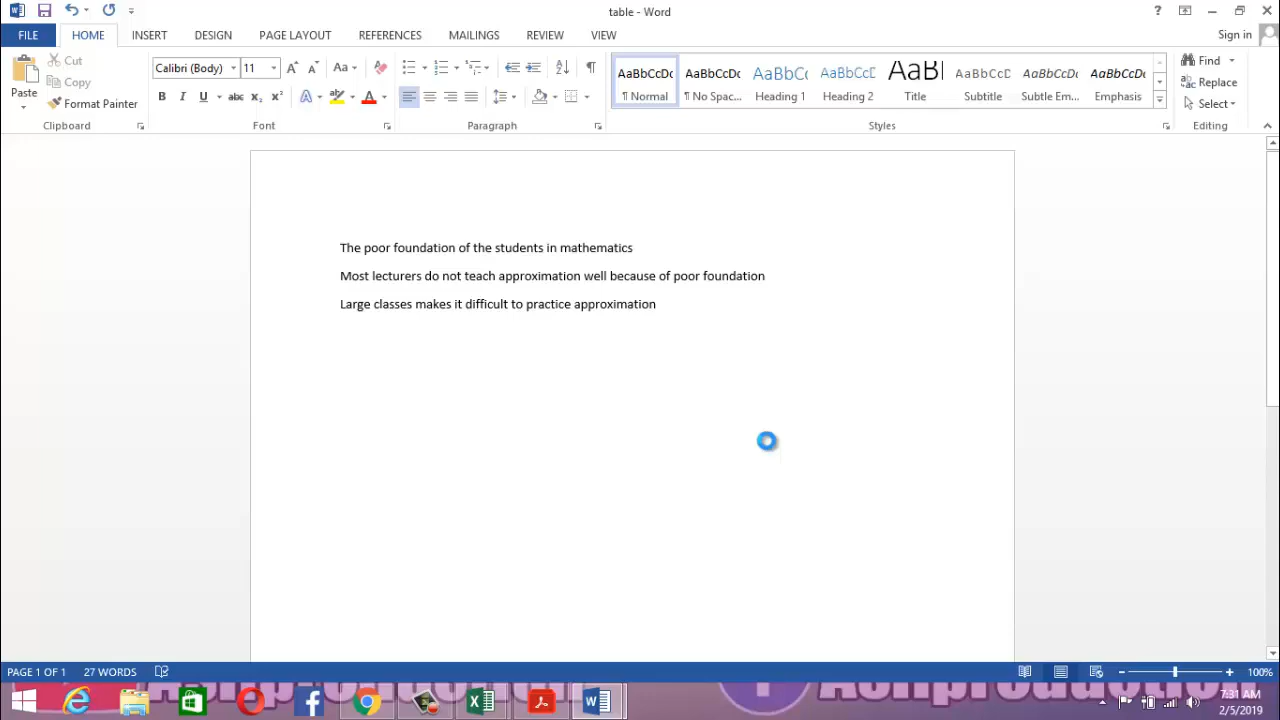 table - Word
? 
Sign in
FILE HOME INSERT DESIGN PAGE LAYOUT REFERENCES MAILINGS REVIEW VIEW
Paste
Cut
Copy
Format Painter
Clipboard
Calibri (Body) 11
Font
Paragraph
AaBbCcDc AaBbCcDc AaBbCc AaBbCcD AaBl AaBbCcD AaBbCcDc AaBbCcDc
¶ Normal ¶ No Spac... Heading 1 Heading 2 Title Subtitle Subtle Em... Emphasis
Styles
Find
Replace
Select
Editing
The poor foundation of the students in mathematics
Most lecturers do not teach approximation well because of poor foundation
Large classes makes it difficult to practice approximation
PAGE 1 OF 1 27 WORDS
100%
7:31 AM
2/5/2019